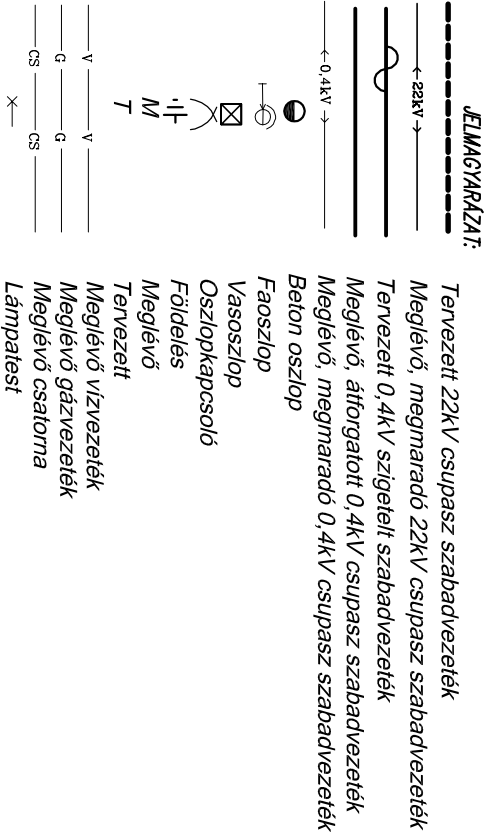 JELMAGYARÁZAT:
Tervezett 22kV csupasz szabadvezeték
22kV Meglévő, megmaradó 22kV csupasz szabadvezeték
Tervezett 0,4kV szigetelt szabadvezeték
Meglévő, átforgatott 0,4kV csupasz szabadvezeték
0,4kV Meglévő, megmaradó 0,4kV csupasz szabadvezeték
Beton oszlop
Faoszlop
Vasoszlop
Oszlopkapcsoló
Földelés
M Meglévő
T Tervezett
V V Meglévő vízvezeték
G G Meglévő gázvezeték
CS CS Meglévő csatorna
Lámpatest